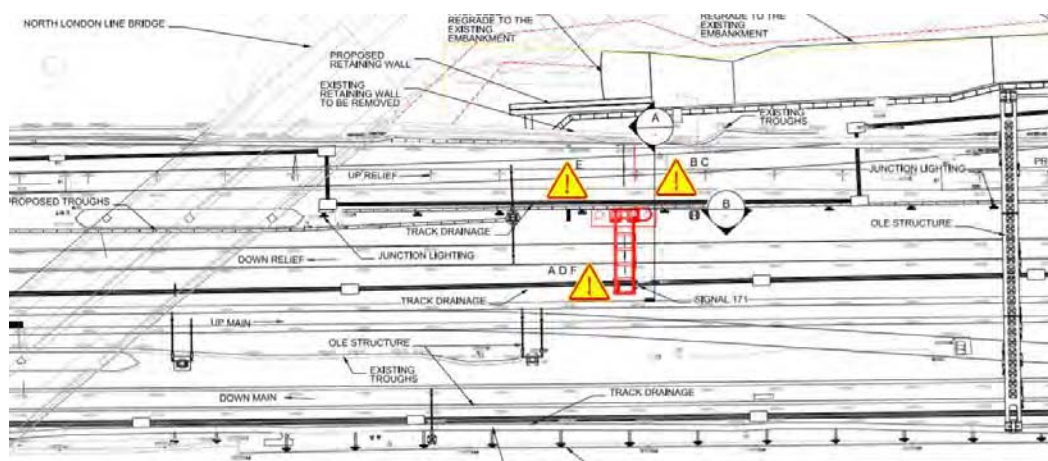 NORTH LONDON LINE BRIDGE
REGRADE TO THE
EXISTING
EMBANKMENT
REGRADE TO THE
EXISTING
EMBANKMENT
PROPOSED
RETAINING WALL
EXISTING
RETAINING WALL
TO BE REMOVED
A
EXISTING
TROUGHS
E
B C
UP RELIEF
JUNCTION LIGHTING
PROPOSED TROUGHS
B
TRACK DRAINAGE
OLE STRUCTURE
DOWN RELIEF
JUNCTION LIGHTING
A D F
TRACK DRAINAGE
SIGNAL 171
UP MAIN
OLE STRUCTURE
EXISTING
TROUGHS
DOWN MAIN
TRACK DRAINAGE